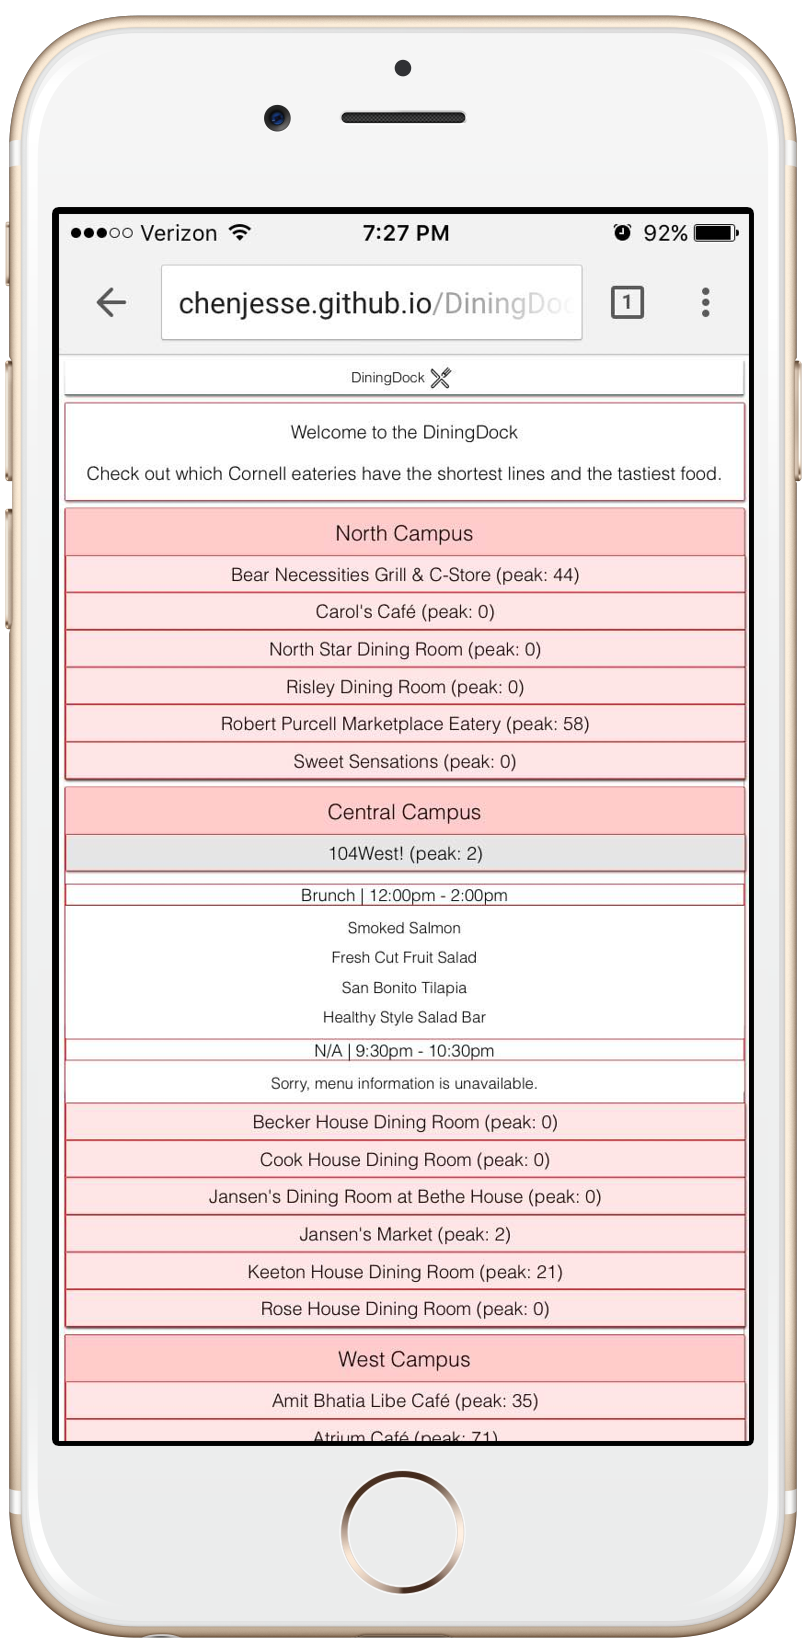 Verizon 7:27 PM 92%
chenjesse.github.io/DiningDoc
1
DiningDock
Welcome to the DiningDock
Check out which Cornell eateries have the shortest lines and the tastiest food.
North Campus
Bear Necessities Grill & C-Store (peak: 44)
Carol's Café (peak: 0)
North Star Dining Room (peak: 0)
Risley Dining Room (peak: 0)
Robert Purcell Marketplace Eatery (peak: 58)
Sweet Sensations (peak: 0)
Central Campus
104West! (peak: 2)
Brunch | 12:00pm - 2:00pm
Smoked Salmon
Fresh Cut Fruit Salad
San Bonito Tilapia
Healthy Style Salad Bar
N/A | 9:30pm - 10:30pm
Sorry, menu information is unavailable.
Becker House Dining Room (peak: 0)
Cook House Dining Room (peak: 0)
Jansen's Dining Room at Bethe House (peak: 0)
Jansen's Market (peak: 2)
Keeton House Dining Room (peak: 21)
Rose House Dining Room (peak: 0)
West Campus
Amit Bhatia Libe Café (peak: 35)
Atrium Café (peak: 71)